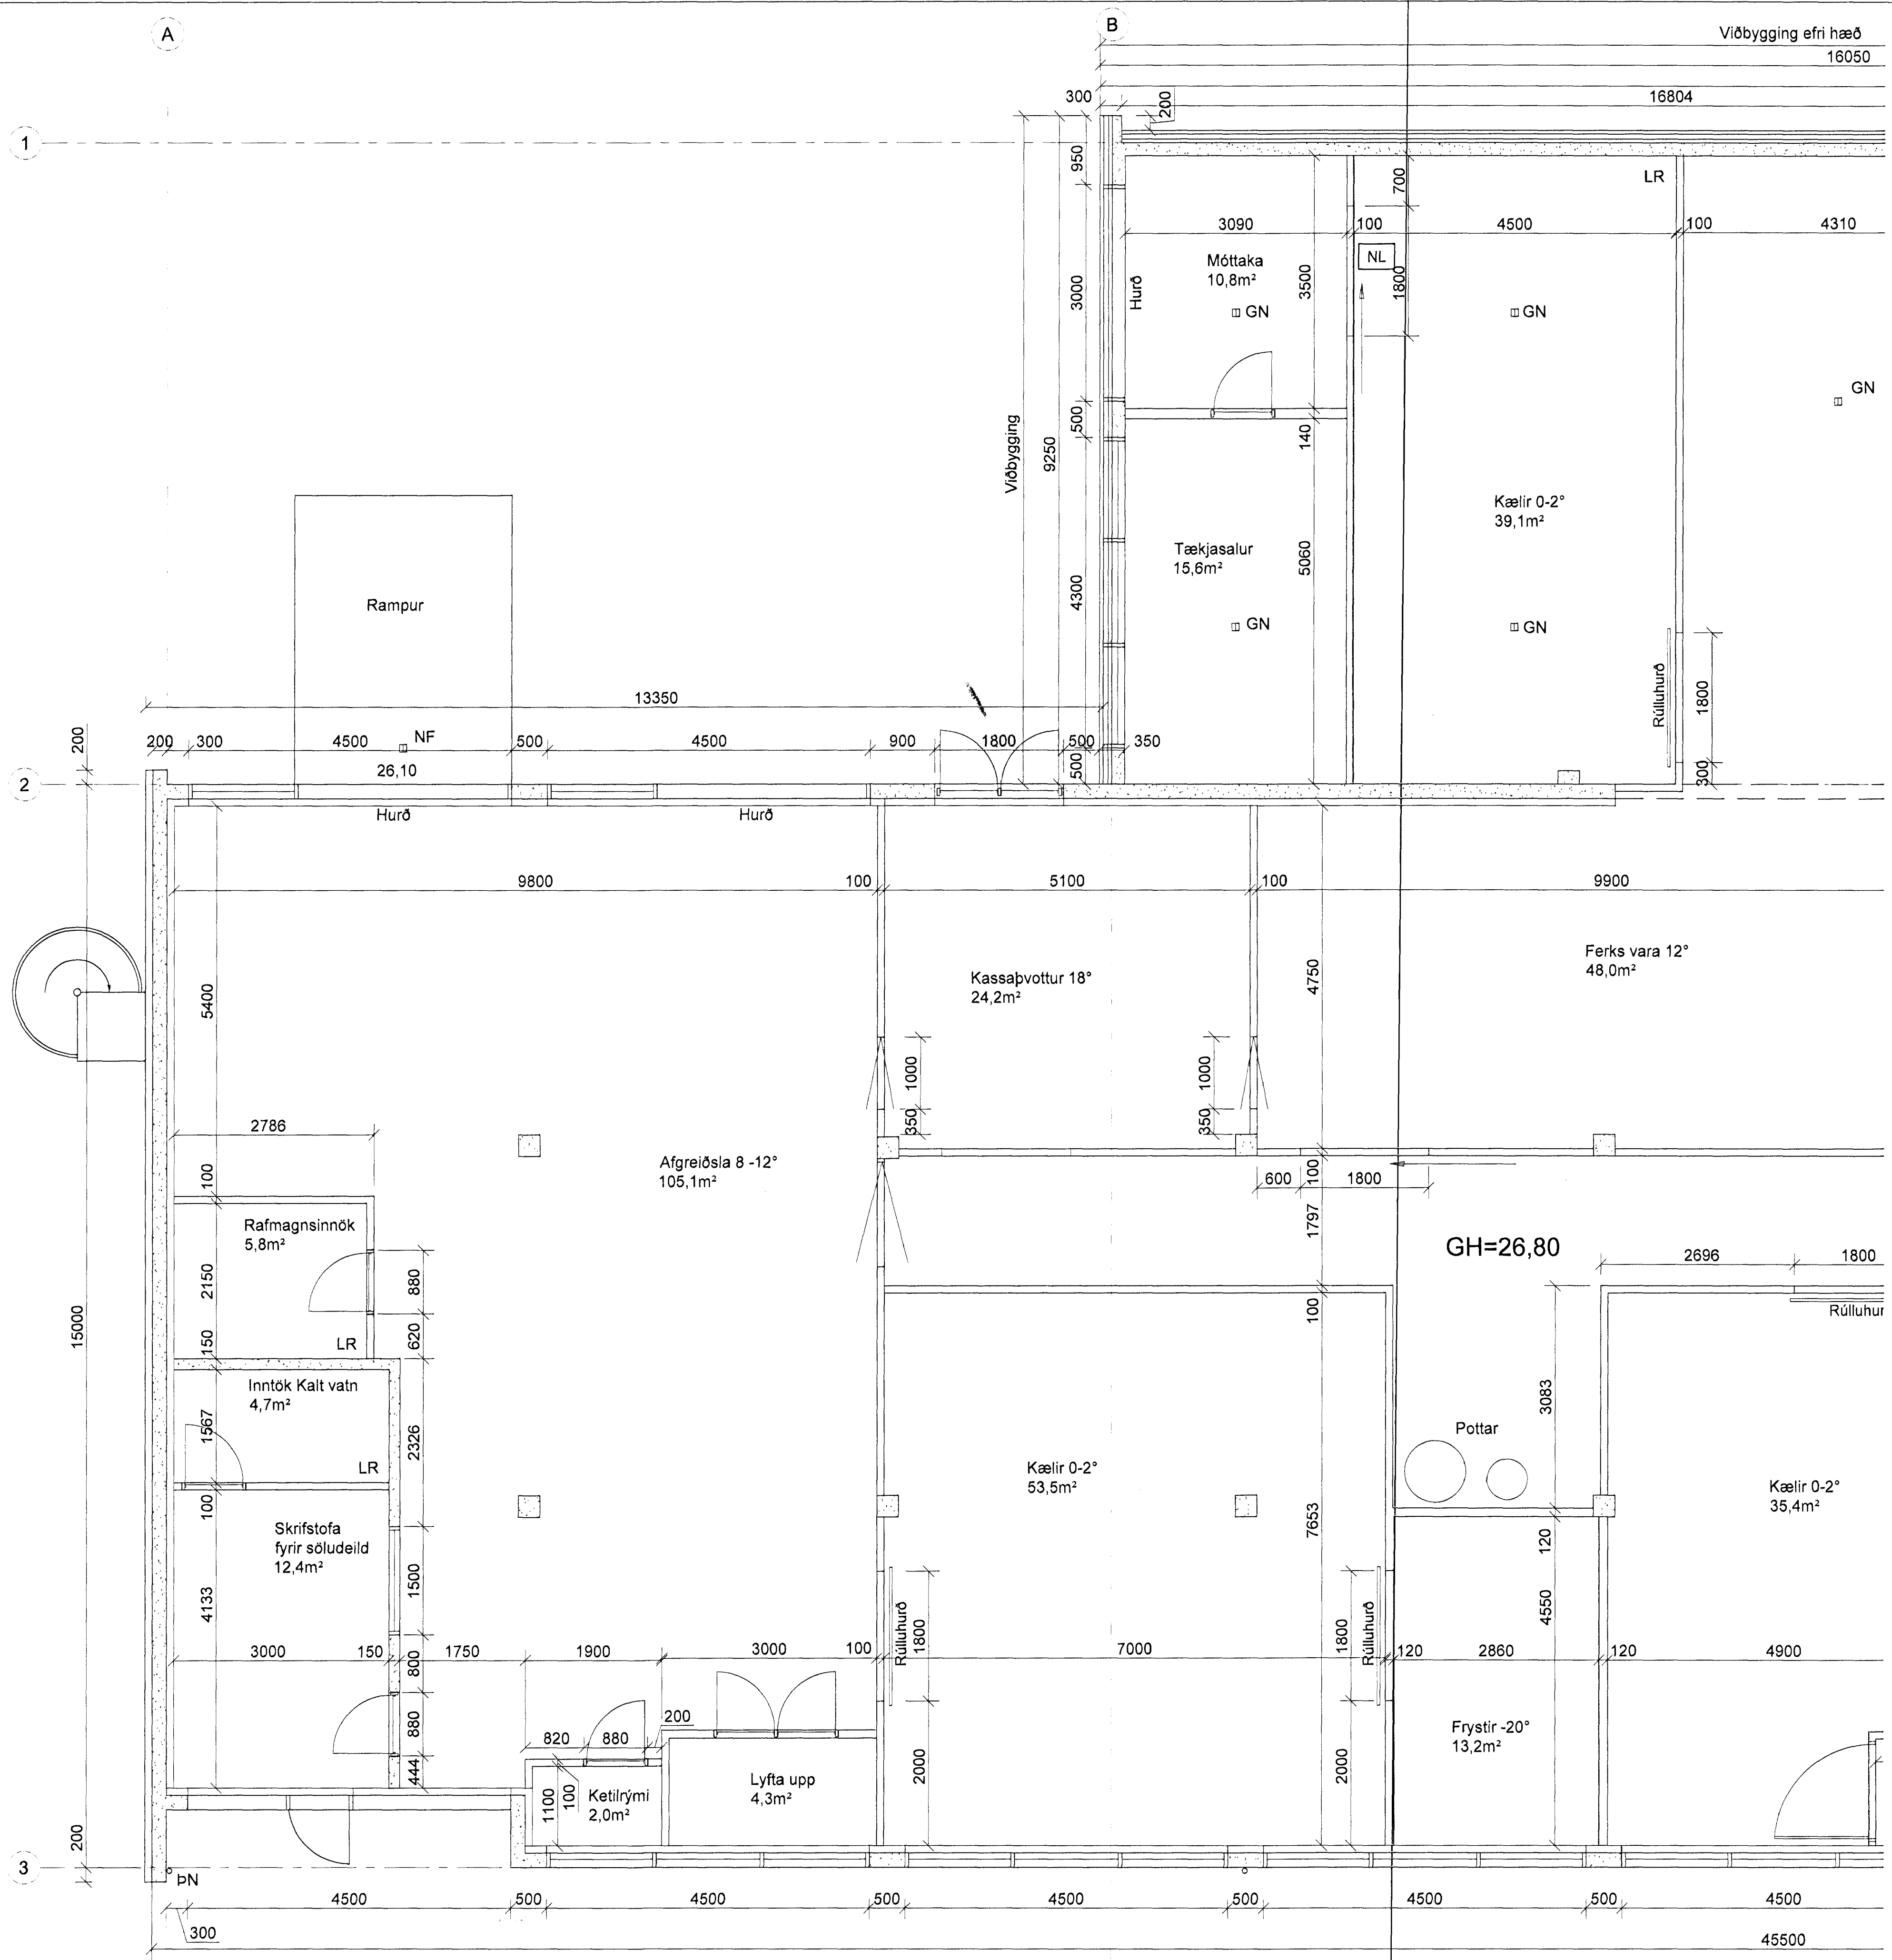 A
B
Viðbygging efri hæð
16050
300
200
16804
1
950
700
LR
3090
100
4500
100
4310
Móttaka
10,8m²
NL
Hurð
3000
3500
1800
GN
GN
GN
500
140
Viðbygging
9250
Kælir 0-2°
39,1m²
Tækjasalur
15,6m²
5060
4300
Rampur
GN
GN
Rúlluhurð
1800
13350
200
200
300
4500
NF
500
4500
900
1800
500
350
26,10
500
300
2
Hurð
Hurð
9800
100
5100
100
9900
Ferks vara 12°
48,0m²
Kassaþvottur 18°
24,2m²
4750
5400
1000
1000
350
350
2786
Afgreiðsla 8 -12°
105,1m²
100
100
600
1800
1797
Rafmagnsinnök
5,8m²
GH=26,80
2696
1800
2150
880
100
Rúlluhur
15000
620
150
LR
Inntök Kalt vatn
4,7m²
3083
1567
2326
Pottar
LR
Kælir 0-2°
53,5m²
Kælir 0-2°
35,4m²
100
Skrifstofa
fyrir söludeild
12,4m²
7653
120
1500
4133
4550
Rúlluhurð
1800
1800
Rúlluhurð
3000
150
1750
1900
3000
100
7000
120
2860
120
4900
800
200
820
880
880
Frystir -20°
13,2m²
2000
2000
444
Lyfta upp
4,3m²
1100
100
Ketilrými
2,0m²
200
3
ÞN
4500
500
4500
500
4500
500
4500
500
4500
300
45500